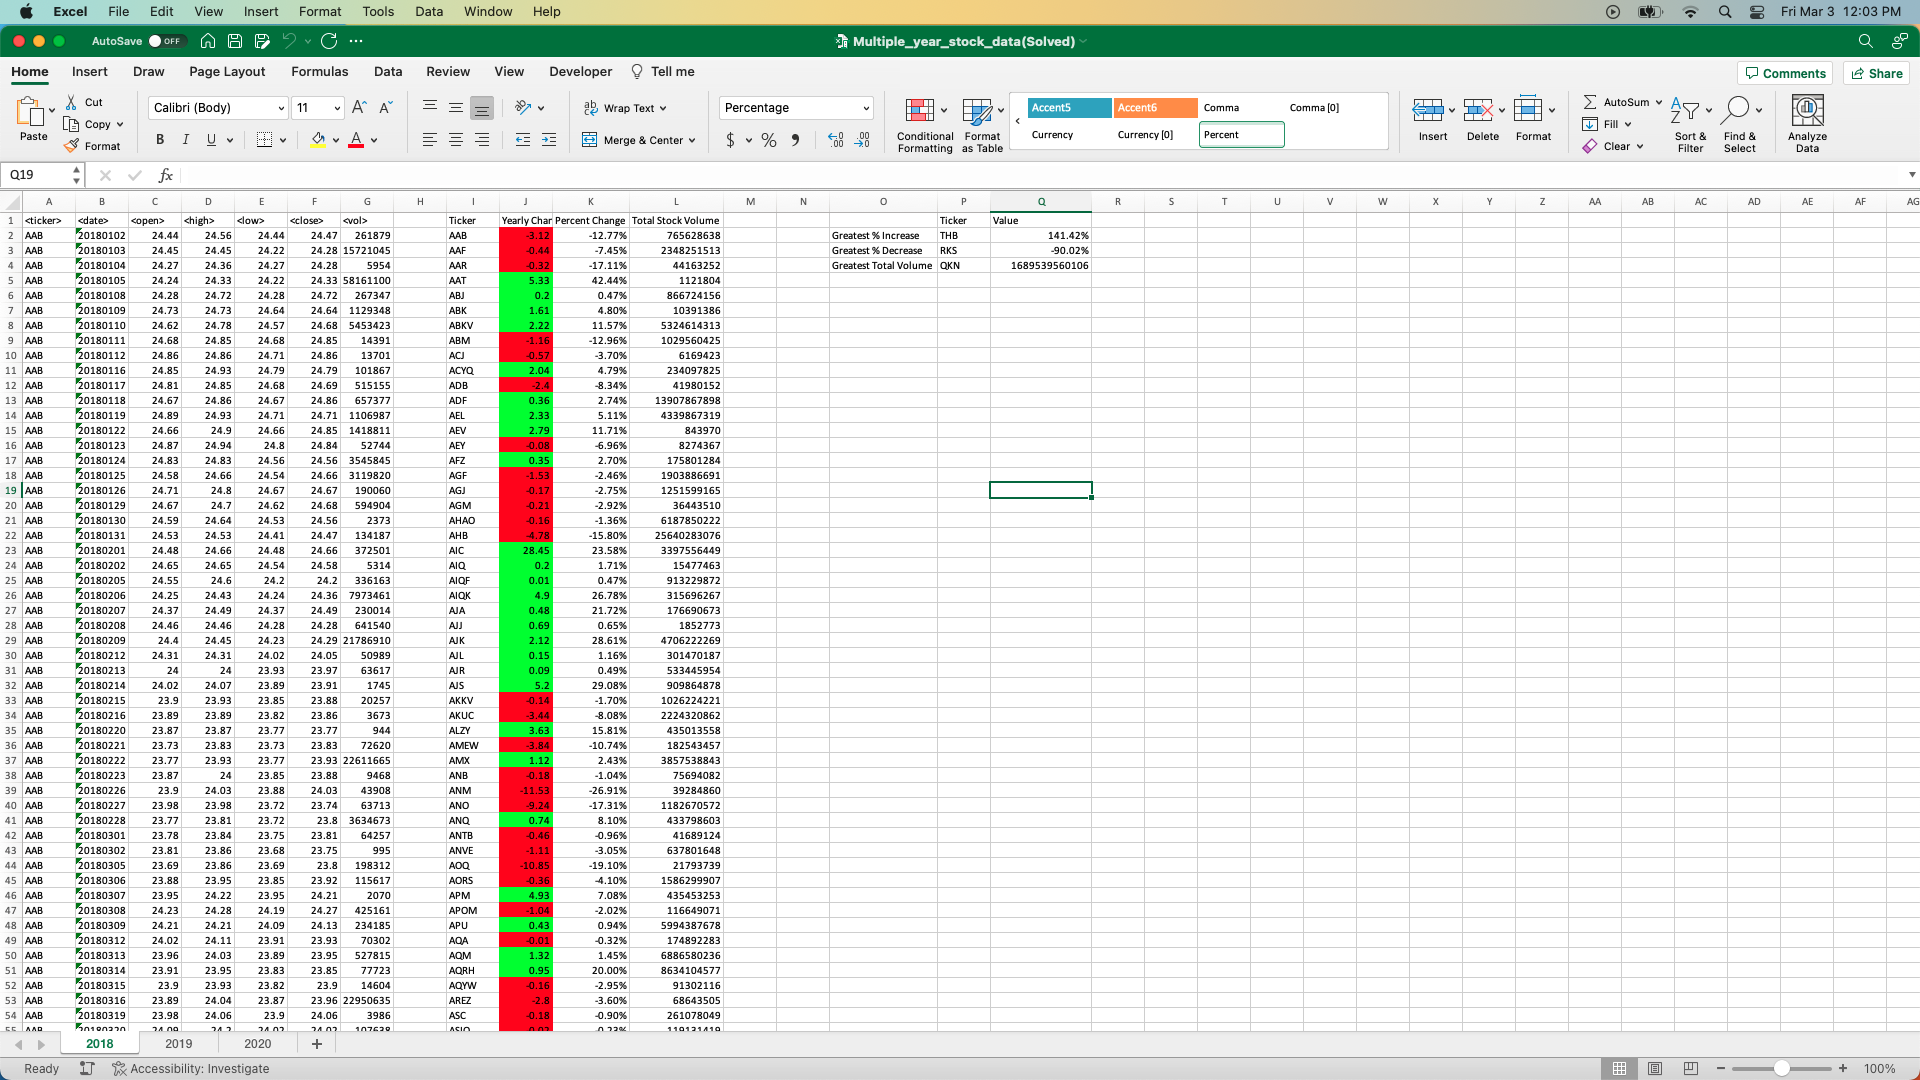 Excel File Edit View Insert Format Tools Data Window Help Fri Mar 3 12:03 PM
AutoSave OFF Multiple_year_stock_data(Solved)
Home Insert Draw Page Layout Formulas Data Review View Developer Tell me Comments Share
Paste Cut Copy Format
Calibri (Body) 11 B I U A
Wrap Text Merge & Center
Percentage $ % 9
Conditional Formatting Format as Table
Accent5 Accent6 Comma Comma [0]
Currency Currency [0] Percent
Insert Delete Format
AutoSum Fill Clear
Sort & Filter Find & Select Analyze Data
Q19 fx
A B C D E F G H I J K L M N O P Q R S T U V W X Y Z AA AB AC AD AE AF AG
1 <ticker> <date> <open> <high> <low> <close> <vol> Ticker Yearly Char Percent Change Total Stock Volume Ticker Value
2 AAB 20180102 24.44 24.56 24.44 24.47 261879 AAB -3.12 -12.77% 765628638 Greatest % Increase THB 141.42%
3 AAB 20180103 24.45 24.45 24.22 24.28 15721045 AAF -0.44 -7.45% 2348251513 Greatest % Decrease RKS -90.02%
4 AAB 20180104 24.27 24.36 24.27 24.28 5954 AAR -0.32 -17.11% 44163252 Greatest Total Volume QKN 1689539560106
5 AAB 20180105 24.24 24.33 24.22 24.33 58161100 AAT 5.33 42.44% 1121804
6 AAB 20180108 24.28 24.72 24.28 24.72 267347 ABJ 0.2 0.47% 866724156
7 AAB 20180109 24.73 24.73 24.64 24.64 1129348 ABK 1.61 4.80% 10391386
8 AAB 20180110 24.62 24.78 24.57 24.68 5453423 ABKV 2.22 11.57% 5324614313
9 AAB 20180111 24.68 24.85 24.68 24.85 14391 ABM -1.16 -12.96% 1029560425
10 AAB 20180112 24.86 24.86 24.71 24.86 13701 ACJ -0.57 -3.70% 6169423
11 AAB 20180116 24.85 24.93 24.79 24.79 101867 ACYQ 2.04 4.79% 234097825
12 AAB 20180117 24.81 24.85 24.68 24.69 515155 ADB -2.4 -8.34% 41980152
13 AAB 20180118 24.67 24.86 24.67 24.86 657377 ADF 0.36 2.74% 13907867898
14 AAB 20180119 24.89 24.93 24.71 24.71 1106987 AEL 2.33 5.11% 4339867319
15 AAB 20180122 24.66 24.9 24.66 24.85 1418811 AEV 2.79 11.71% 843970
16 AAB 20180123 24.87 24.94 24.8 24.84 52744 AEY -0.08 -6.96% 8274367
17 AAB 20180124 24.83 24.83 24.56 24.56 3545845 AFZ 0.35 2.70% 175801284
18 AAB 20180125 24.58 24.66 24.54 24.66 3119820 AGF -1.53 -2.46% 1903886691
19 AAB 20180126 24.71 24.8 24.67 24.67 190060 AGJ -0.17 -2.75% 1251599165
20 AAB 20180129 24.67 24.7 24.62 24.68 594904 AGM -0.21 -2.92% 36443510
21 AAB 20180130 24.59 24.64 24.53 24.56 2373 AHAO -0.16 -1.36% 6187850222
22 AAB 20180131 24.53 24.53 24.41 24.47 134187 AHB -4.78 -15.80% 25640283076
23 AAB 20180201 24.48 24.66 24.48 24.66 372501 AIC 28.45 23.58% 3397556449
24 AAB 20180202 24.65 24.65 24.54 24.58 5314 AIQ 0.2 1.71% 15477463
25 AAB 20180205 24.55 24.6 24.2 24.2 336163 AIQF 0.01 0.47% 913229872
26 AAB 20180206 24.25 24.43 24.24 24.36 7973461 AIQK 4.9 26.78% 315696267
27 AAB 20180207 24.37 24.49 24.37 24.49 230014 AJA 0.48 21.72% 176690673
28 AAB 20180208 24.46 24.46 24.28 24.28 641540 AJJ 0.69 0.65% 1852773
29 AAB 20180209 24.4 24.45 24.23 24.29 21786910 AJK 2.12 28.61% 4706222269
30 AAB 20180212 24.31 24.31 24.02 24.05 50989 AJL 0.15 1.16% 301470187
31 AAB 20180213 24 24 23.93 23.97 63617 AJR 0.09 0.49% 533445954
32 AAB 20180214 24.02 24.07 23.89 23.91 1745 AJS 5.2 29.08% 909864878
33 AAB 20180215 23.9 23.93 23.85 23.88 20257 AKKV -0.14 -1.70% 1026224221
34 AAB 20180216 23.89 23.89 23.82 23.86 3673 AKUC -3.44 -8.08% 2224320862
35 AAB 20180220 23.87 23.87 23.77 23.77 944 ALZY 3.63 15.81% 435013558
36 AAB 20180221 23.73 23.83 23.73 23.83 72620 AMEW -3.84 -10.74% 182543457
37 AAB 20180222 23.77 23.93 23.77 23.93 22611665 AMX 1.12 2.43% 3857538843
38 AAB 20180223 23.87 24 23.85 23.88 9468 ANB -0.18 -1.04% 75694082
39 AAB 20180226 23.9 24.03 23.88 24.03 43908 ANM -11.53 -26.91% 39284860
40 AAB 20180227 23.98 23.98 23.72 23.74 63713 ANO -9.24 -17.31% 1182670572
41 AAB 20180228 23.77 23.81 23.72 23.8 3634673 ANQ 0.74 8.10% 433798603
42 AAB 20180301 23.78 23.84 23.75 23.81 64257 ANTB -0.46 -0.96% 41689124
43 AAB 20180302 23.81 23.86 23.68 23.75 995 ANVE -1.11 -3.05% 637801648
44 AAB 20180305 23.69 23.86 23.69 23.8 198312 AOQ -10.85 -19.10% 21793739
45 AAB 20180306 23.88 23.95 23.85 23.92 115617 AORS -0.36 -4.10% 1586299907
46 AAB 20180307 23.95 24.22 23.95 24.21 2070 APM 4.93 7.08% 435453253
47 AAB 20180308 24.23 24.28 24.19 24.27 425161 APOM -1.04 -2.02% 116649071
48 AAB 20180309 24.21 24.21 24.09 24.13 234185 APU 0.43 0.94% 5994387678
49 AAB 20180312 24.02 24.11 23.91 23.93 70302 AQA -0.01 -0.32% 174892283
50 AAB 20180313 23.96 24.03 23.89 23.95 527815 AQM 1.32 1.45% 6886580236
51 AAB 20180314 23.91 23.95 23.83 23.85 77723 AQRH 0.95 20.00% 8634104577
52 AAB 20180315 23.9 23.93 23.82 23.9 14604 AQYW -0.16 -2.95% 91302116
53 AAB 20180316 23.89 24.04 23.87 23.96 22950635 AREZ -2.8 -3.60% 68643505
54 AAB 20180319 23.98 24.06 23.9 24.06 3986 ASC -0.18 -0.90% 261078049
2018 2019 2020 +
Ready Accessibility: Investigate 100%